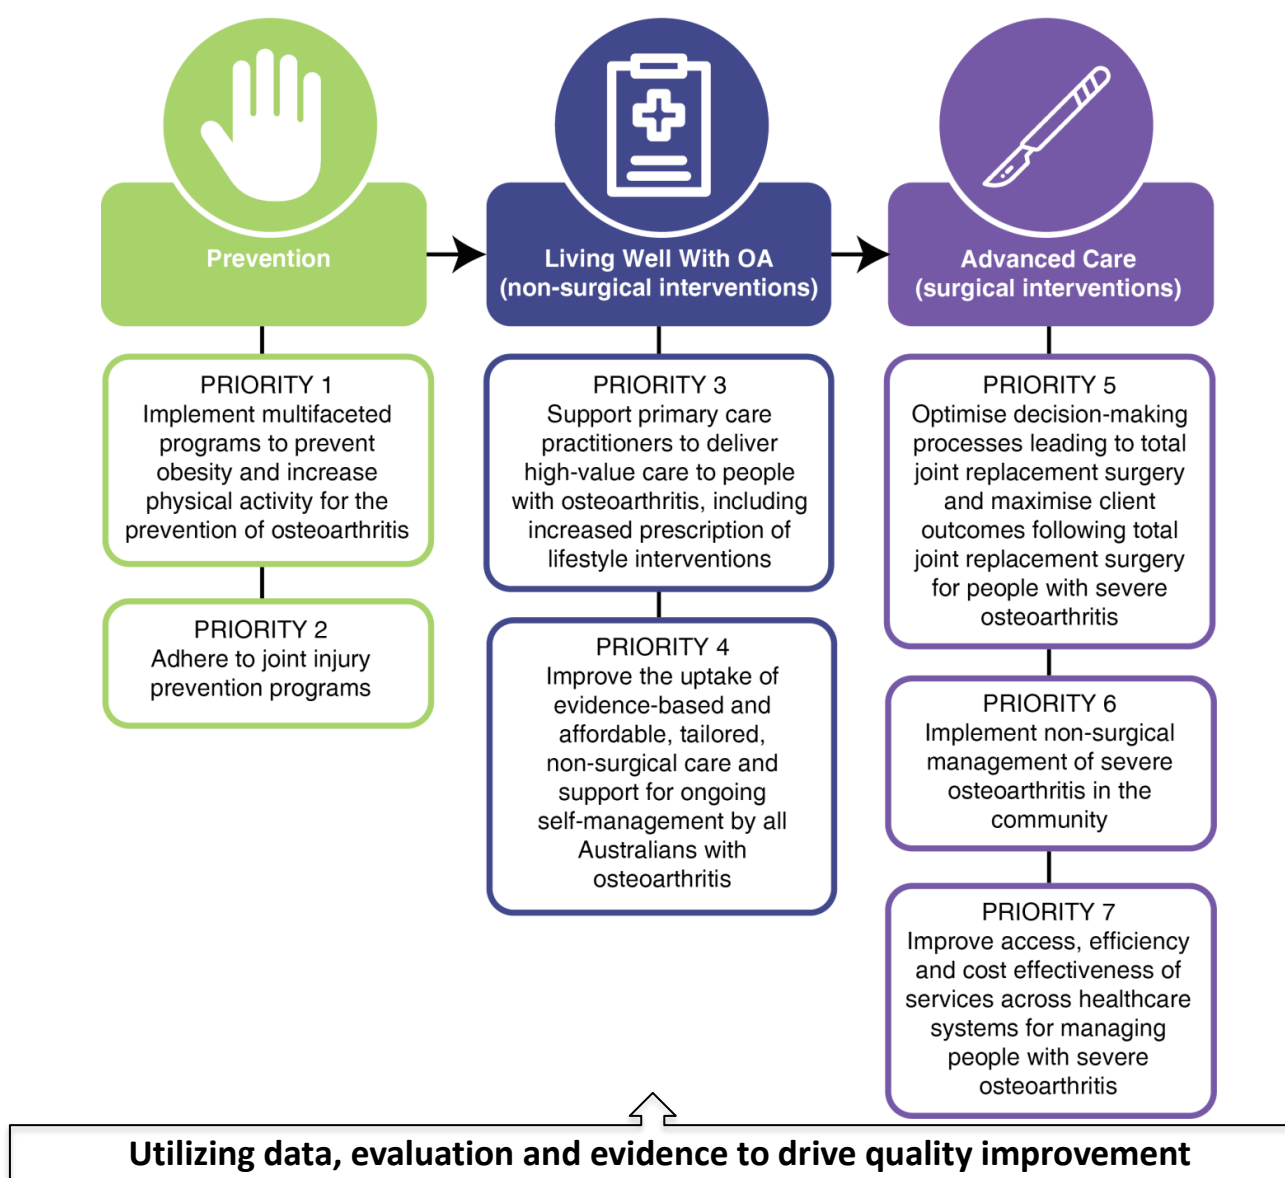 Prevention
PRIORITY 1
Implement multifaceted
programs to prevent
obesity and increase
physical activity for the
prevention of osteoarthritis
PRIORITY 2
Adhere to joint injury
prevention programs
Living Well With OA
(non-surgical interventions)
PRIORITY 3
Support primary care
practitioners to deliver
high-value care to people
with osteoarthritis, including
increased prescription of
lifestyle interventions
PRIORITY 4
Improve the uptake of
evidence-based and
affordable, tailored,
non-surgical care and
support for ongoing
self-management by all
Australians with
osteoarthritis
Advanced Care
(surgical interventions)
PRIORITY 5
Optimise decision-making
processes leading to total
joint replacement surgery
and maximise client
outcomes following total
joint replacement surgery
for people with severe
osteoarthritis
PRIORITY 6
Implement non-surgical
management of severe
osteoarthritis in the
community
PRIORITY 7
Improve access, efficiency
and cost effectiveness of
services across healthcare
systems for managing
people with severe
osteoarthritis
Utilizing data, evaluation and evidence to drive quality improvement